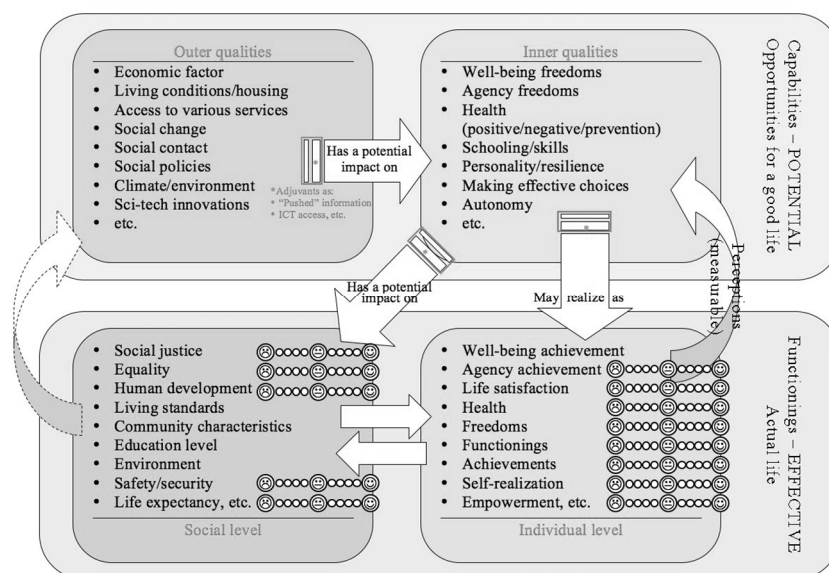 Outer qualities
• Economic factor
• Living conditions/housing
• Access to various services
• Social change
• Social contact
• Social policies
• Climate/environment
• Sci-tech innovations
• etc.
*Adjuvants as:
• “Pushed” information
• ICT access, etc.
Has a potential
impact on
Inner qualities
• Well-being freedoms
• Agency freedoms
• Health
(positive/negative/prevention)
• Schooling/skills
• Personality/resilience
• Making effective choices
• Autonomy
• etc.
Capabilities – POTENTIAL
Opportunities for a good life
Has a potential
impact on
May realize as
Perceptions
(measurable)
• Social justice
• Equality
• Human development
• Living standards
• Community characteristics
• Education level
• Environment
• Safety/security
• Life expectancy, etc.
Social level
• Well-being achievement
• Agency achievement
• Life satisfaction
• Health
• Freedoms
• Functionings
• Achievements
• Self-realization
• Empowerment, etc.
Individual level
Functionings – EFFECTIVE
Actual life